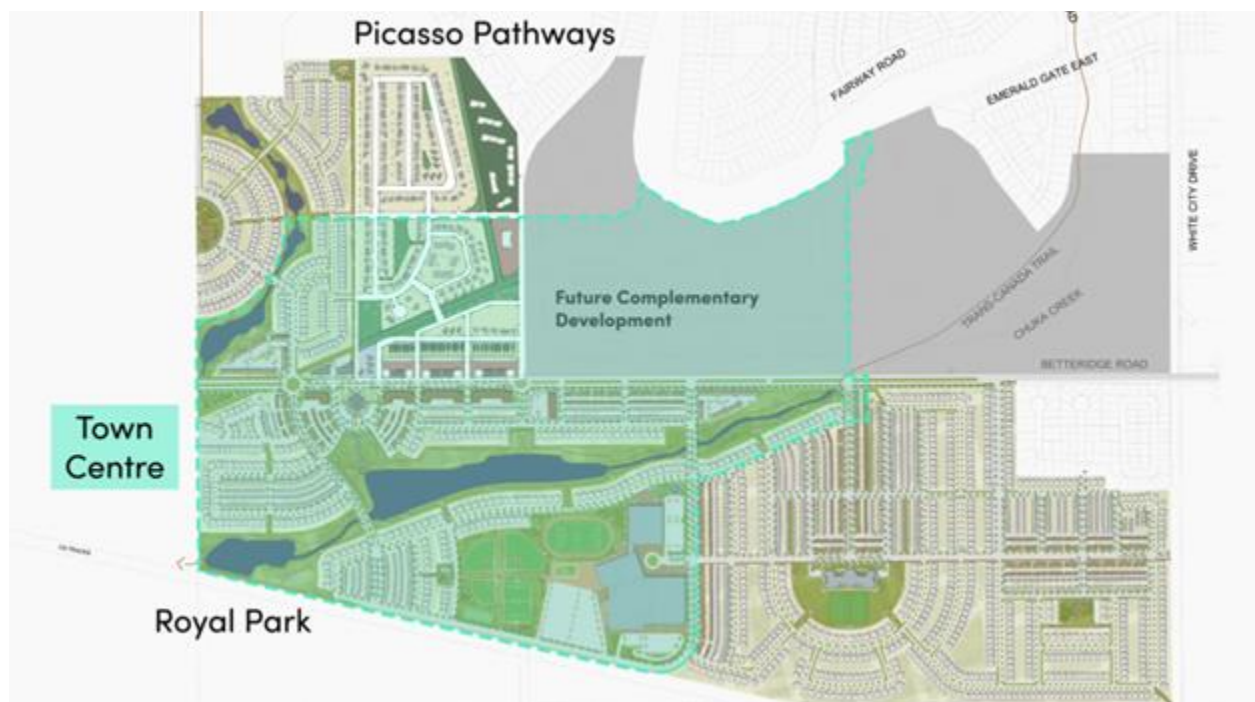 Picasso Pathways
FAIRWAY ROAD
EMERALD GATE EAST
WHITE CITY DRIVE
Future Complementary
Development
TRANS-CANADA TRAIL
CHUKA CREEK
BETTERIDGE ROAD
Town
Centre
Royal Park